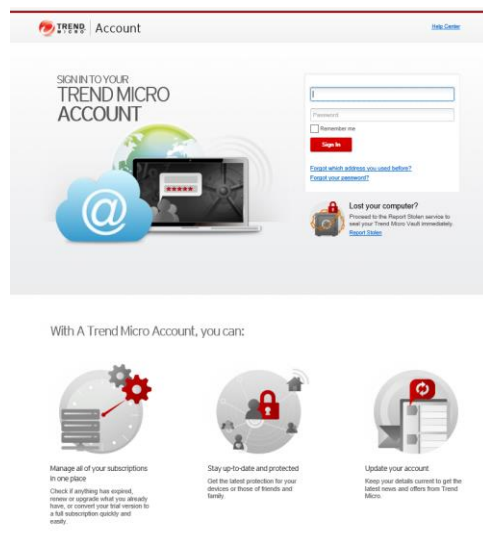 TREND MICRO Account
Help Center
SIGN IN TO YOUR
TREND MICRO
ACCOUNT
Password
Remember me
Sign In
Forgot which address you used before?
Forgot your password?
@
*****
Lost your computer?
Proceed to the Report Stolen service to
seal your Trend Micro Vault immediately.
Report Stolen
With A Trend Micro Account, you can:
Manage all of your subscriptions
in one place
Check if anything has expired,
renew or upgrade what you already
have, or convert your trial version to
a full subscription quickly and
easily.
Stay up-to-date and protected
Get the latest protection for your
devices or those of friends and
family.
Update your account
Keep your details current to get the
latest news and offers from Trend
Micro.